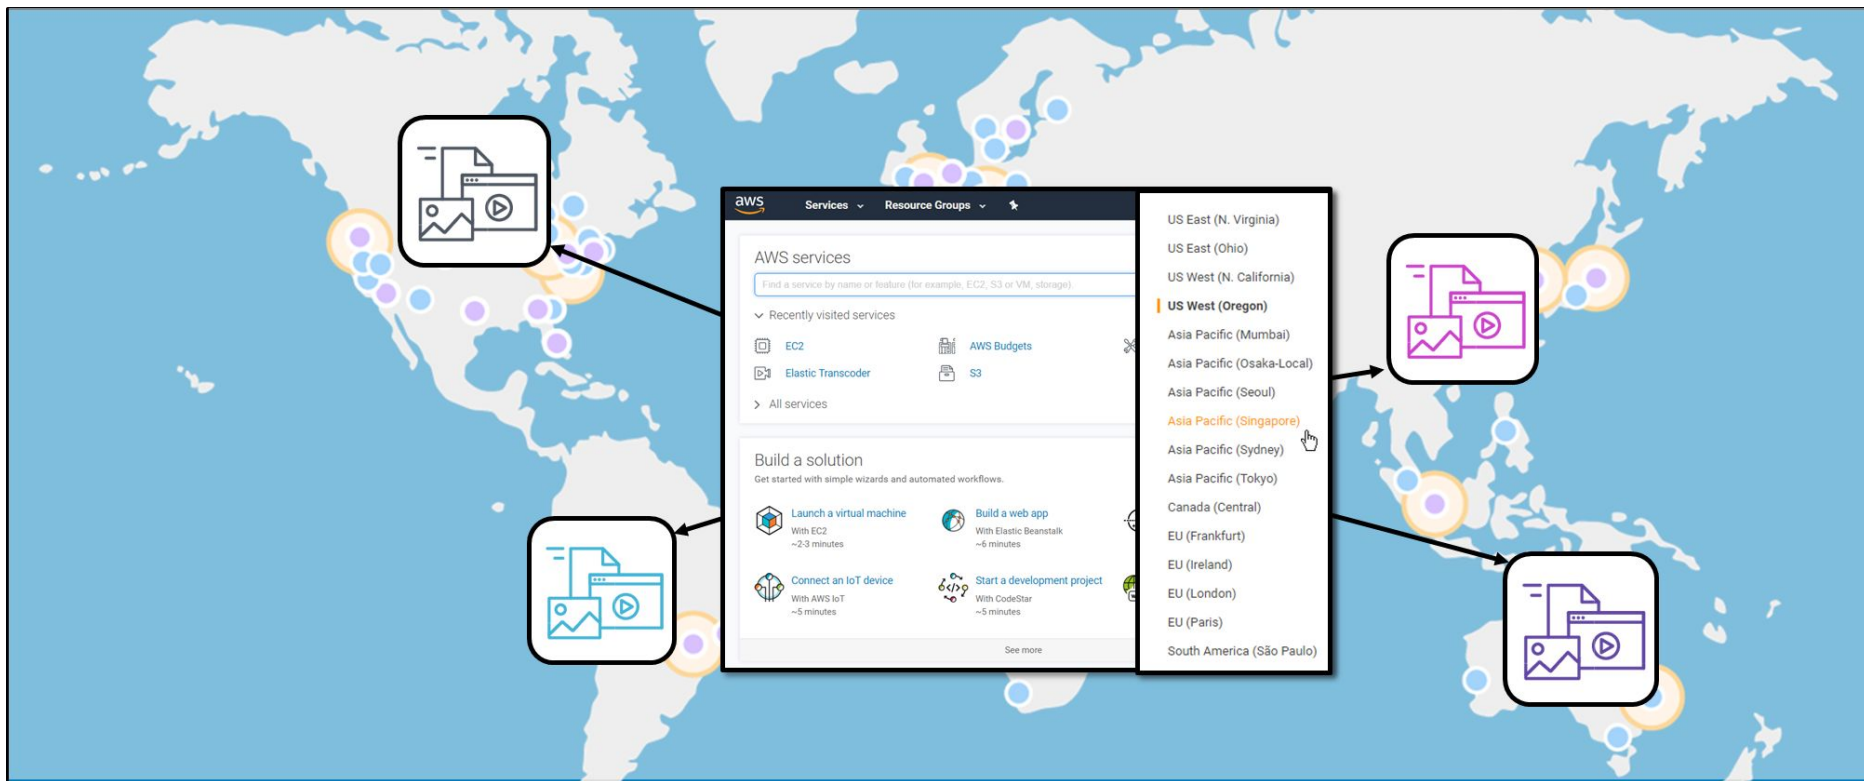 aws Services Resource Groups
AWS services
Find a service by name or feature (for example, EC2, S3 or VM, storage).
Recently visited services
EC2 AWS Budgets
Elastic Transcoder S3
All services
Build a solution
Get started with simple wizards and automated workflows.
Launch a virtual machine Build a web app
With EC2 With Elastic Beanstalk
~2-3 minutes ~6 minutes
Connect an IoT device Start a development project
With AWS IoT With CodeStar
~5 minutes ~5 minutes
See more
US East (N. Virginia)
US East (Ohio)
US West (N. California)
US West (Oregon)
Asia Pacific (Mumbai)
Asia Pacific (Osaka-Local)
Asia Pacific (Seoul)
Asia Pacific (Singapore)
Asia Pacific (Sydney)
Asia Pacific (Tokyo)
Canada (Central)
EU (Frankfurt)
EU (Ireland)
EU (London)
EU (Paris)
South America (São Paulo)